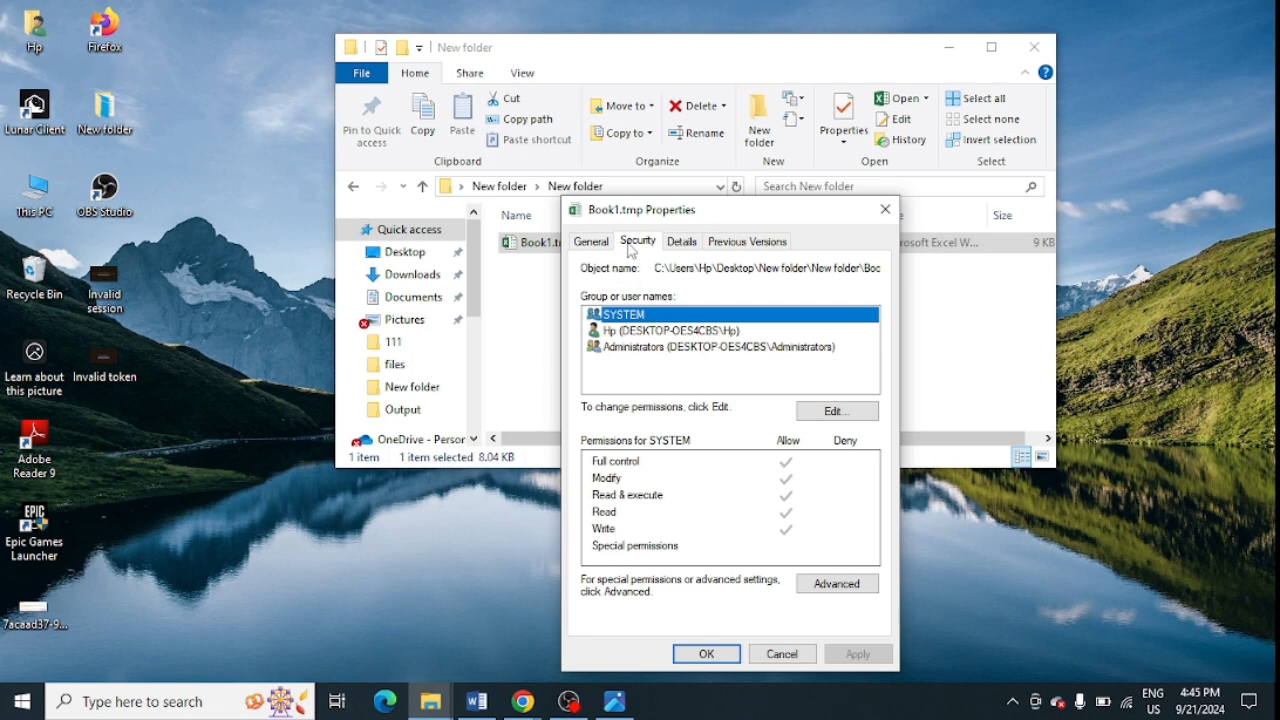 Hp
Firefox
Lunar Client
New folder
This PC
OBS Studio
Recycle Bin
Invalid session
Learn about this picture
Invalid token
Adobe Reader 9
Epic Games Launcher
7acaad37-9...
New folder
File
Home
Share
View
Pin to Quick access
Copy
Paste
Cut
Copy path
Paste shortcut
Clipboard
Move to
Copy to
Delete
Rename
Organize
New folder
New
Properties
Open
Edit
History
Open
Select all
Select none
Invert selection
Select
New folder > New folder
Search New folder
Quick access
Desktop
Downloads
Documents
Pictures
111
files
New folder
Output
OneDrive - Person
Name
Size
Book1.tm
rosoft Excel W...
9 KB
1 item
1 item selected 8.04 KB
Book1.tmp Properties
General
Security
Details
Previous Versions
Object name: C:\Users\Hp\Desktop\New folder\New folder\Boc
Group or user names:
SYSTEM
Hp (DESKTOP-OES4CBS\Hp)
Administrators (DESKTOP-OES4CBS\Administrators)
To change permissions, click Edit.
Edit...
Permissions for SYSTEM
Allow
Deny
Full control
Modify
Read & execute
Read
Write
Special permissions
For special permissions or advanced settings, click Advanced.
Advanced
OK
Cancel
Apply
Type here to search
ENG
US
4:45 PM
9/21/2024